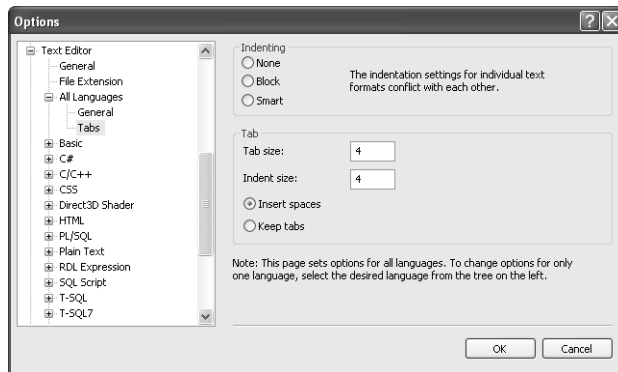 Options
Text Editor
General
File Extension
All Languages
General
Tabs
Basic
C#
C/C++
CSS
Direct3D Shader
HTML
PL/SQL
Plain Text
RDL Expression
SQL Script
T-SQL
T-SQL7
Indenting
None
Block
Smart
The indentation settings for individual text
formats conflict with each other.
Tab
Tab size: 4
Indent size: 4
Insert spaces
Keep tabs
Note: This page sets options for all languages. To change options for only
one language, select the desired language from the tree on the left.
OK Cancel